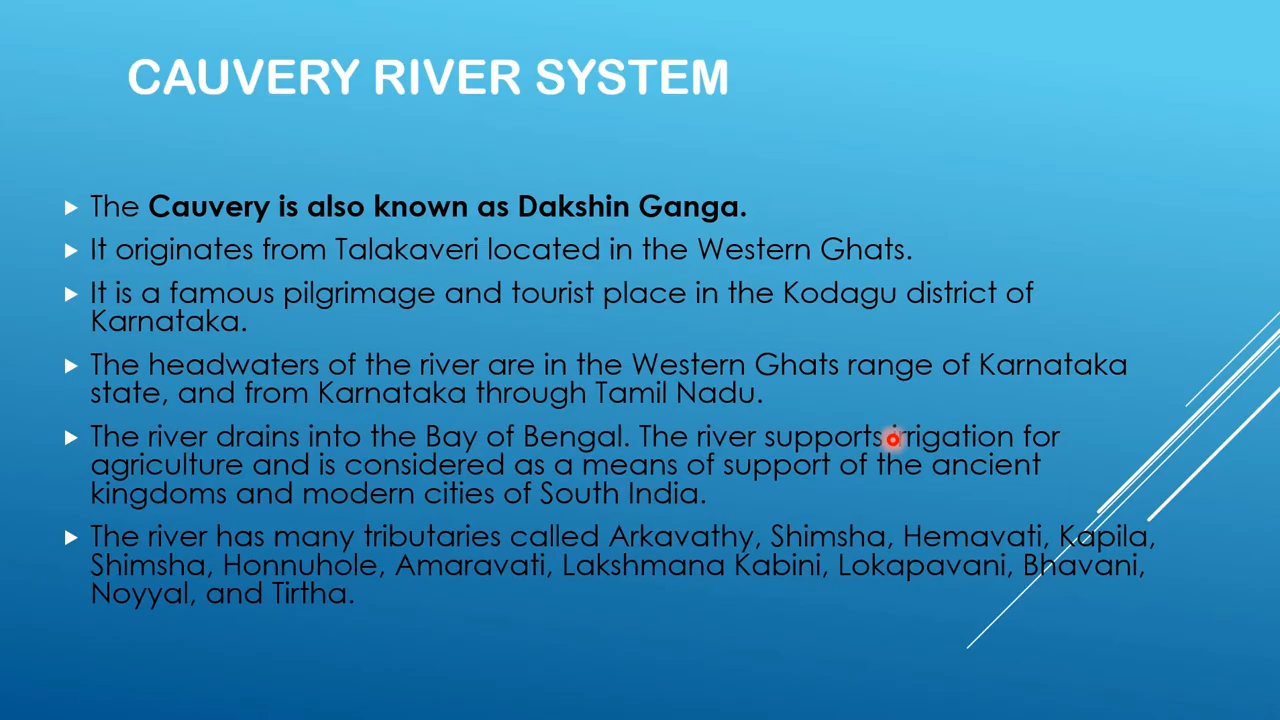 CAUVERY RIVER SYSTEM
The Cauvery is also known as Dakshin Ganga.
It originates from Talakaveri located in the Western Ghats.
It is a famous pilgrimage and tourist place in the Kodagu district of
Karnataka.
The headwaters of the river are in the Western Ghats range of Karnataka
state, and from Karnataka through Tamil Nadu.
The river drains into the Bay of Bengal. The river supports irrigation for
agriculture and is considered as a means of support of the ancient
kingdoms and modern cities of South India.
The river has many tributaries called Arkavathy, Shimsha, Hemavati, Kapila,
Shimsha, Honnuhole, Amaravati, Lakshmana Kabini, Lokapavani, Bhavani,
Noyyal, and Tirtha.